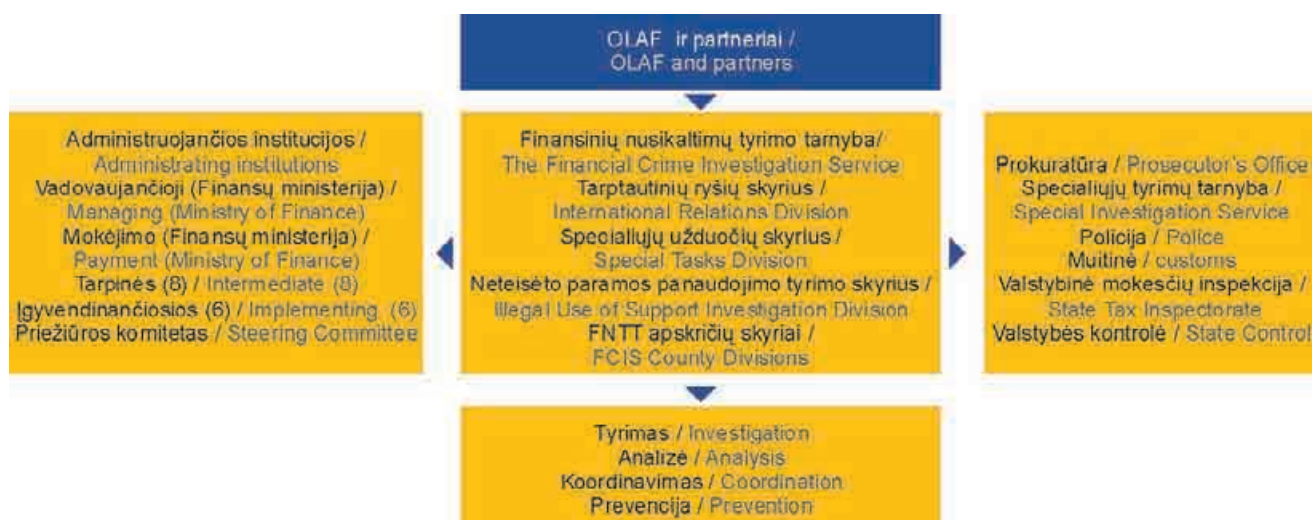 OLAF ir partneriai /
OLAF and partners
Administruojančios institucijos /
Administrating institutions
Vadovaujančioji (Finansų ministerija) /
Managing (Ministry of Finance)
Mokėjimo (Finansų ministerija) /
Payment (Ministry of Finance)
Tarpinės (8) / Intermediate (8)
Įgyvendinančiosios (6) / Implementing (6)
Priežiūros komitetas / Steering Committee
Finansinių nusikaltimų tyrimo tarnyba/
The Financial Crime Investigation Service
Tarptautinių ryšių skyrius /
International Relations Division
Specialiųjų užduočių skyrius /
Special Tasks Division
Neteisėto paramos panaudojimo tyrimo skyrius /
Illegal Use of Support Investigation Division
FNTT apskričių skyriai /
FCIS County Divisions
Prokuratūra / Prosecutor's Office
Specialiųjų tyrimų tarnyba /
Special Investigation Service
Policija / Police
Muitinė / customs
Valstybinė mokesčių inspekcija /
State Tax Inspectorate
Valstybės kontrolė / State Control
Tyrimas / Investigation
Analizė / Analysis
Koordinavimas / Coordination
Prevencija / Prevention